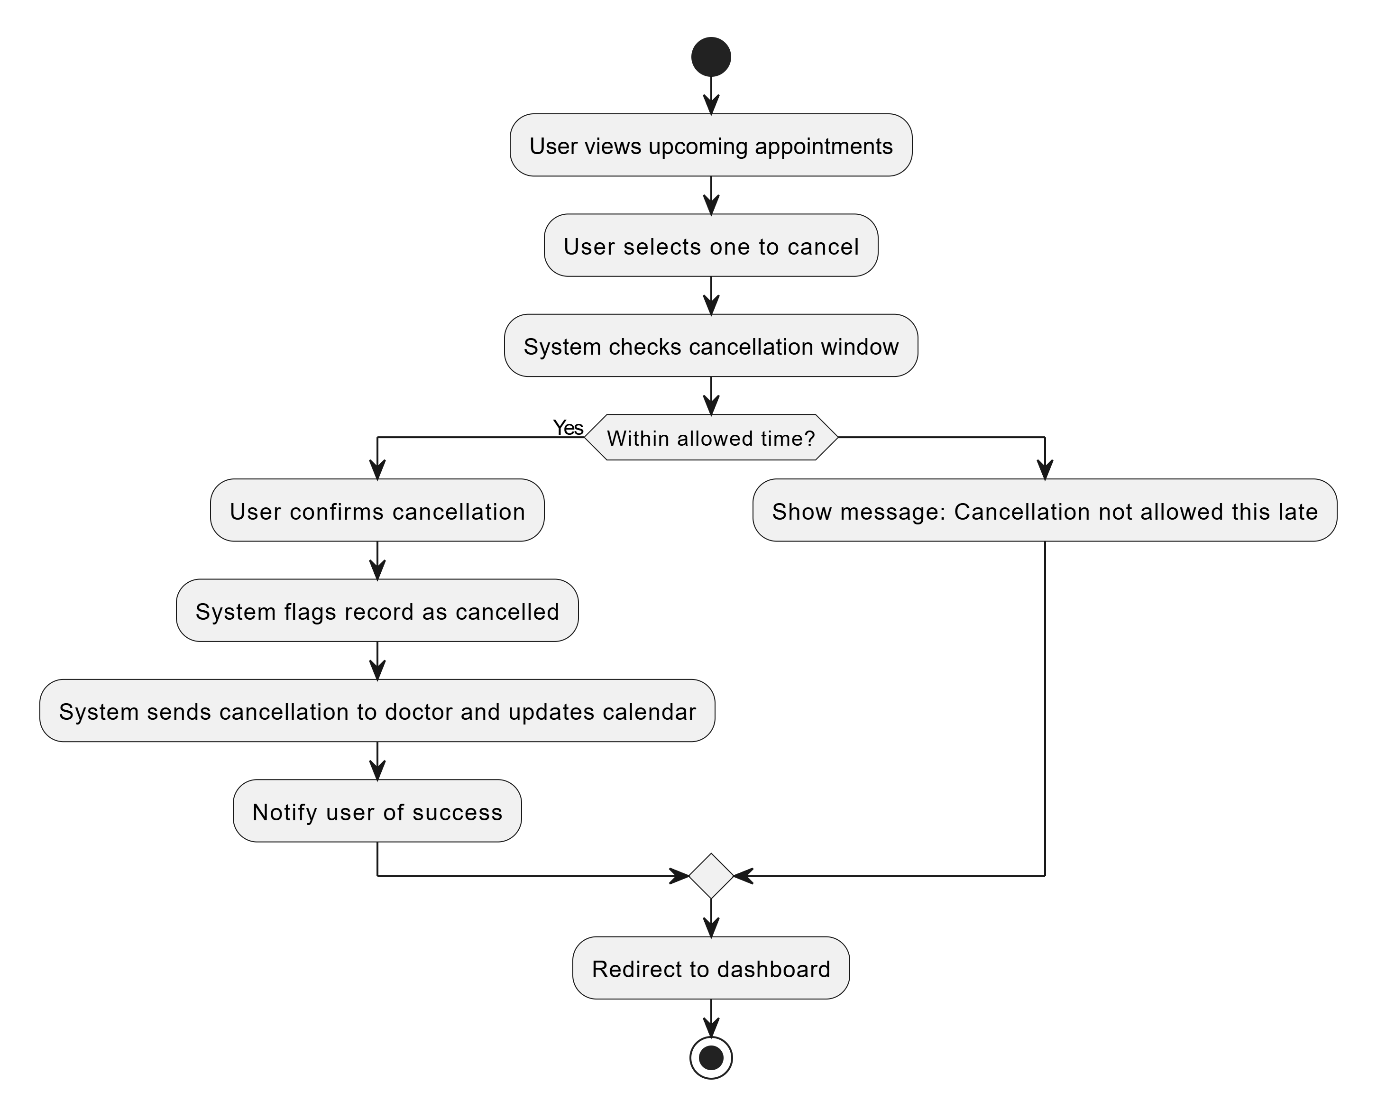 User views upcoming appointments
User selects one to cancel
System checks cancellation window
Yes
Within allowed time?
User confirms cancellation
Show message: Cancellation not allowed this late
System flags record as cancelled
System sends cancellation to doctor and updates calendar
Notify user of success
Redirect to dashboard